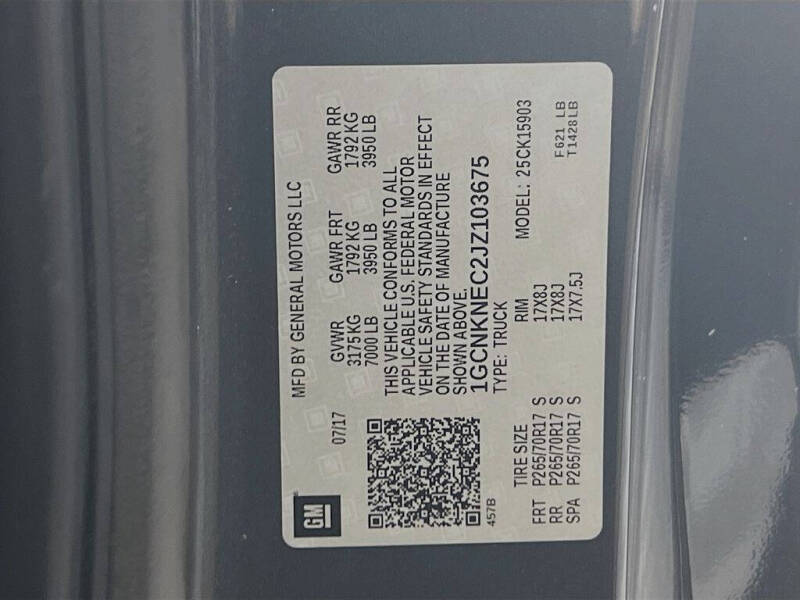 GM
MFD BY GENERAL MOTORS LLC
07/17
GVWR
3175 KG
7000 LB
GAWR FRT
1792 KG
3950 LB
GAWR RR
1792 KG
3950 LB
THIS VEHICLE CONFORMS TO ALL
APPLICABLE U.S. FEDERAL MOTOR
VEHICLE SAFETY STANDARDS IN EFFECT
ON THE DATE OF MANUFACTURE
SHOWN ABOVE.
1GCNKNEC2JZ103675
457B
TYPE: TRUCK
MODEL: 25CK15903
TIRE SIZE RIM
FRT P265/70R17 S 17X8J
RR P265/70R17 S 17X8J
SPA P265/70R17 S 17X7.5J
F621 LB
T1428LB